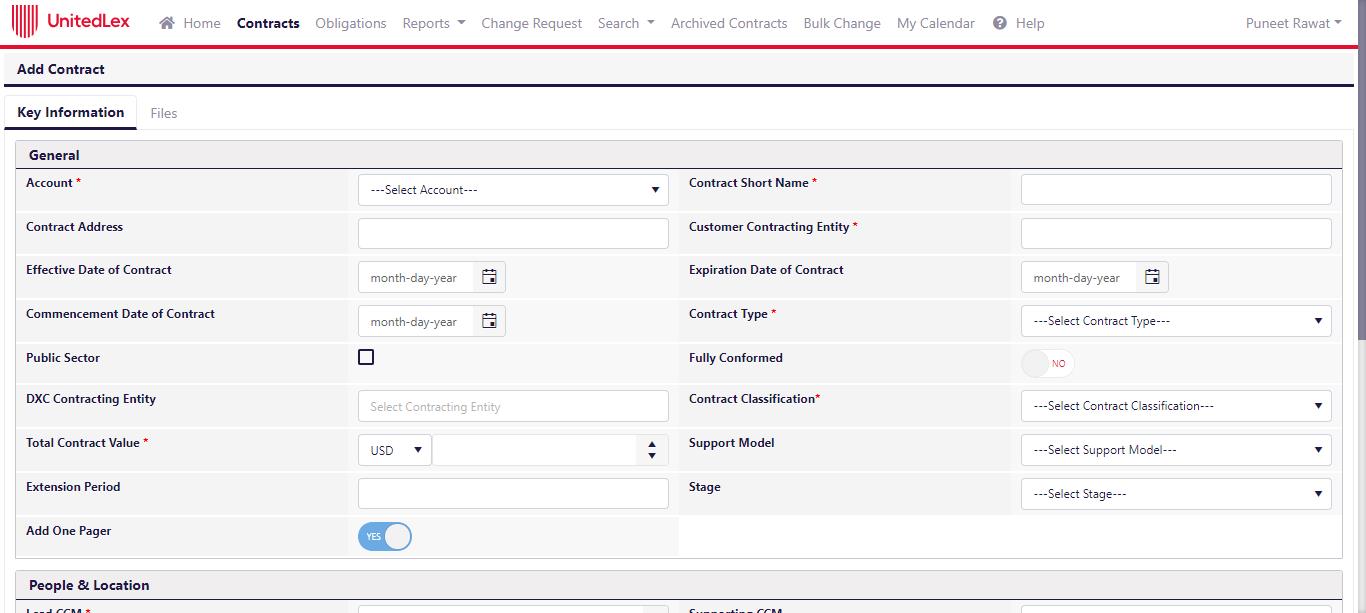 UnitedLex Home Contracts Obligations Reports Change Request Search Archived Contracts Bulk Change My Calendar Help Puneet Rawat
Add Contract
Key Information Files
General
Account * ---Select Account--- Contract Short Name *
Contract Address Customer Contracting Entity *
Effective Date of Contract month-day-year Expiration Date of Contract month-day-year
Commencement Date of Contract month-day-year Contract Type * ---Select Contract Type---
Public Sector Fully Conformed NO
DXC Contracting Entity Select Contracting Entity Contract Classification* ---Select Contract Classification---
Total Contract Value * USD Support Model ---Select Support Model---
Extension Period Stage ---Select Stage---
Add One Pager YES
People & Location
Lead CCM * Supporting CCM